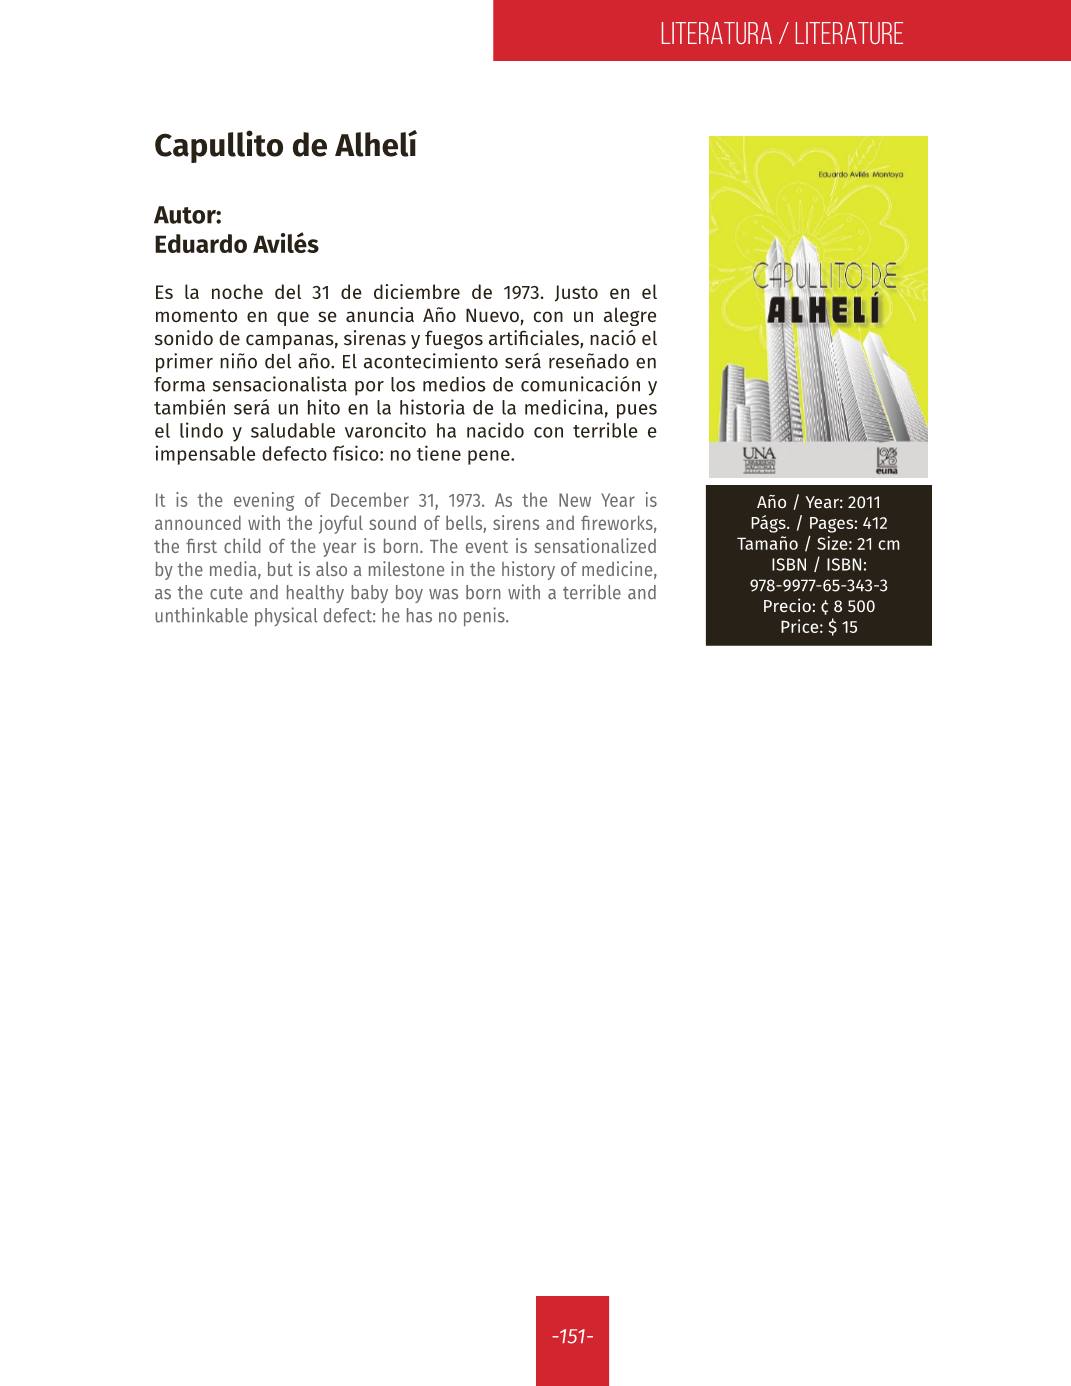 LITERATURA / LITERATURE
Capullito de Alhelí
Autor:
Eduardo Avilés
Es la noche del 31 de diciembre de 1973. Justo en el
momento en que se anuncia Año Nuevo, con un alegre
sonido de campanas, sirenas y fuegos artificiales, nació el
primer niño del año. El acontecimiento será reseñado en
forma sensacionalista por los medios de comunicación y
también será un hito en la historia de la medicina, pues
el lindo y saludable varoncito ha nacido con terrible e
impensable defecto físico: no tiene pene.
It is the evening of December 31, 1973. As the New Year is
announced with the joyful sound of bells, sirens and fireworks,
the first child of the year is born. The event is sensationalized
by the media, but is also a milestone in the history of medicine,
as the cute and healthy baby boy was born with a terrible and
unthinkable physical defect: he has no penis.
Eduardo Avilés Montoya
CAPULLITO DE
ALHELÍ
UNA
euna
Año / Year: 2011
Págs. / Pages: 412
Tamaño / Size: 21 cm
ISBN / ISBN:
978-9977-65-343-3
Precio: ¢ 8 500
Price: $ 15
-151-